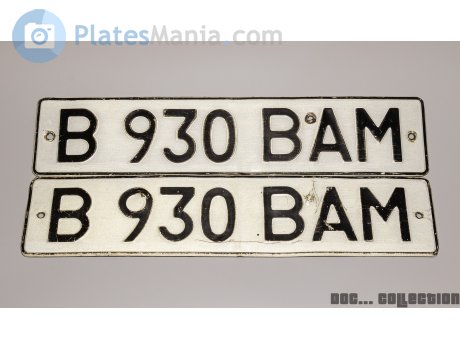 PlatesMania.com
B 930 BAM
B 930 BAM
DOC... COLLECTION